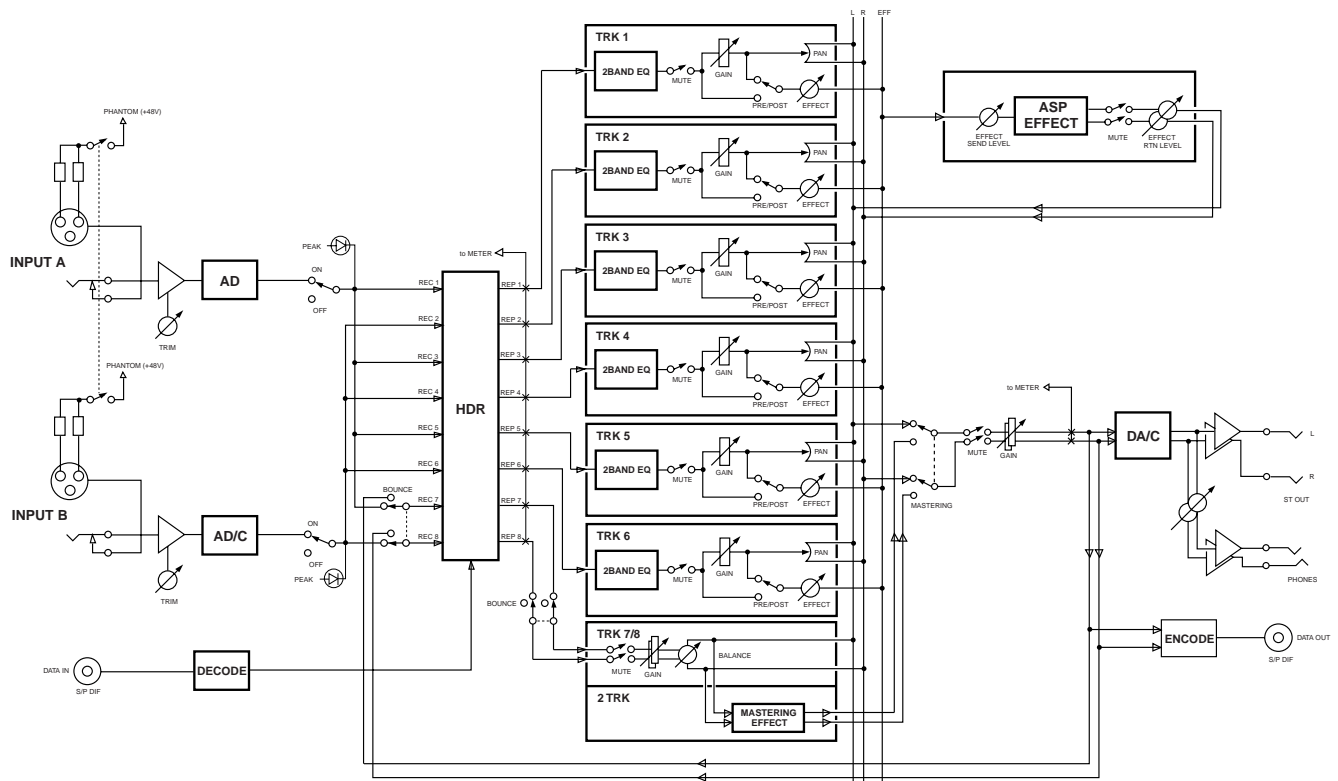 L R EFF
PHANTOM (+48V)
INPUT A
TRIM
AD
PEAK
ON
OFF
PHANTOM (+48V)
INPUT B
TRIM
AD/C
ON
OFF
PEAK
DATA IN
S/P DIF
DECODE
BOUNCE
REC 1
REC 2
REC 3
REC 4
REC 5
REC 6
REC 7
REC 8
HDR
to METER
REP 1
REP 2
REP 3
REP 4
REP 5
REP 6
REP 7
REP 8
BOUNCE
TRK 1
2BAND EQ
MUTE
GAIN
PAN
PRE/POST
EFFECT
TRK 2
2BAND EQ
MUTE
GAIN
PAN
PRE/POST
EFFECT
TRK 3
2BAND EQ
MUTE
GAIN
PAN
PRE/POST
EFFECT
TRK 4
2BAND EQ
MUTE
GAIN
PAN
PRE/POST
EFFECT
TRK 5
2BAND EQ
MUTE
GAIN
PAN
PRE/POST
EFFECT
TRK 6
2BAND EQ
MUTE
GAIN
PAN
PRE/POST
EFFECT
TRK 7/8
MUTE
GAIN
BALANCE
2 TRK
MASTERING
EFFECT
EFFECT
SEND LEVEL
ASP
EFFECT
MUTE
EFFECT
RTN LEVEL
MASTERING
MUTE
GAIN
to METER
DA/C
L
R
ST OUT
PHONES
ENCODE
DATA OUT
S/P DIF